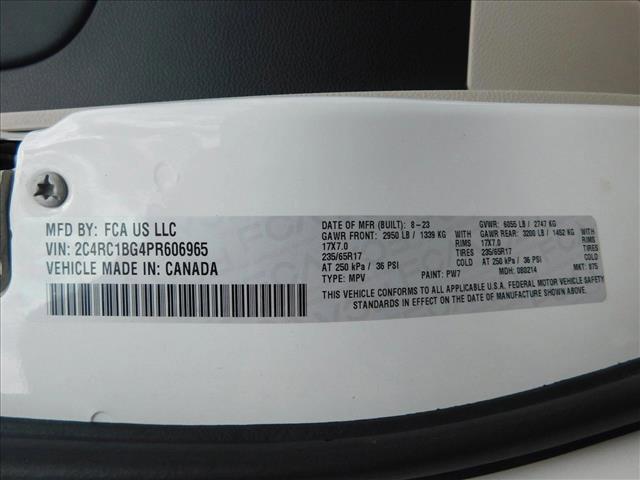 MFD BY: FCA US LLC
VIN: 2C4RC1BG4PR606965
VEHICLE MADE IN: CANADA
DATE OF MFR (BUILT): 8-23 GVWR: 6055 LB / 2747 KG
GAWR FRONT: 2950 LB / 1339 KG WITH GAWR REAR: 3200 LB / 1452 KG WITH
17X7.0 RIMS 17X7.0 RIMS
235/65R17 235/65R17
AT 250 kPa / 36 PSI COLD AT 250 kPa / 36 PSI COLD
TYPE: MPV PAINT: PW7 MDH: 080214 MKT: 875
THIS VEHICLE CONFORMS TO ALL APPLICABLE U.S.A. FEDERAL MOTOR VEHICLE SAFETY
STANDARDS IN EFFECT ON THE DATE OF MANUFACTURE SHOWN ABOVE.